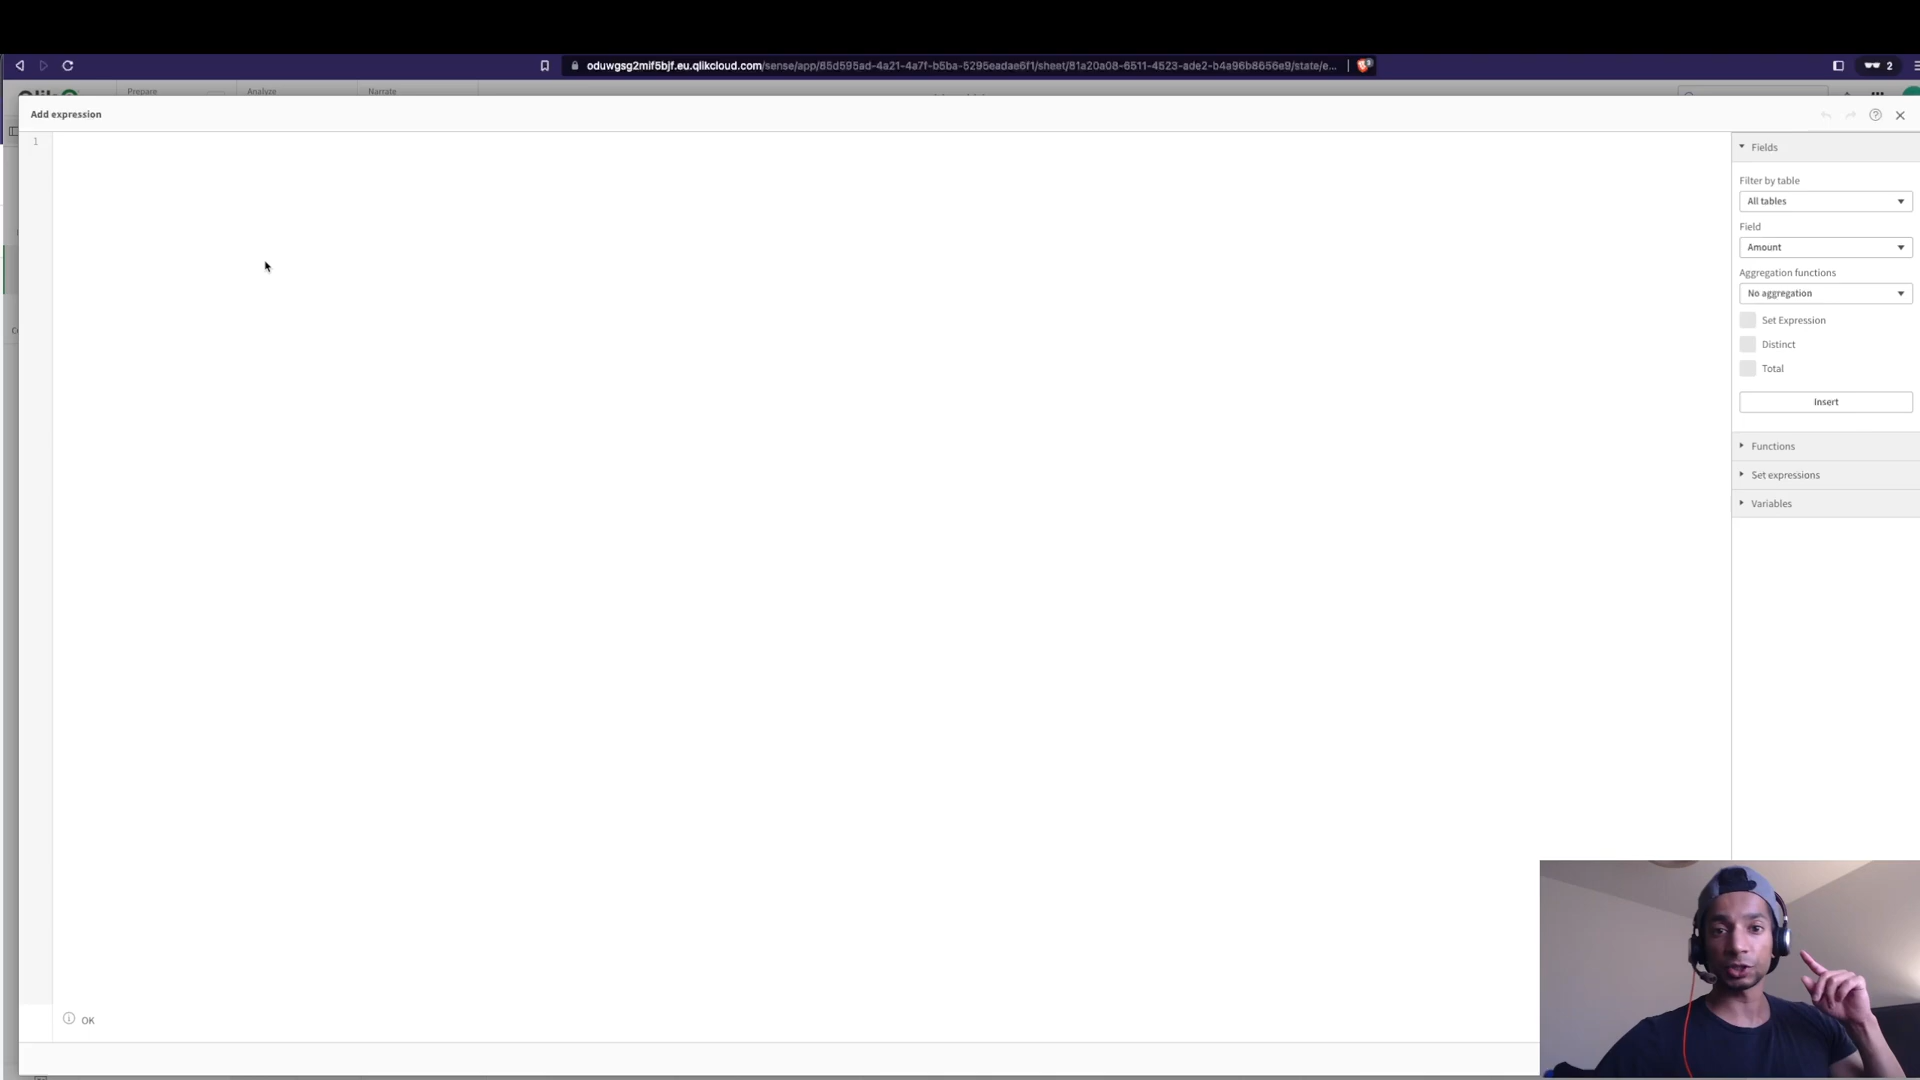 oduwgsg2mif5bjf.eu.qlikcloud.com/sense/app/85d595ad-4a21-4a7f-b5ba-5295eadae6f1/sheet/81a20a08-6511-4523-ade2-b4a96b8656e9/state/e...
2
Prepare
Analyze
Narrate
Add expression
1
Fields
Filter by table
All tables
Field
Amount
Aggregation functions
No aggregation
Set Expression
Distinct
Total
Insert
Functions
Set expressions
Variables
OK